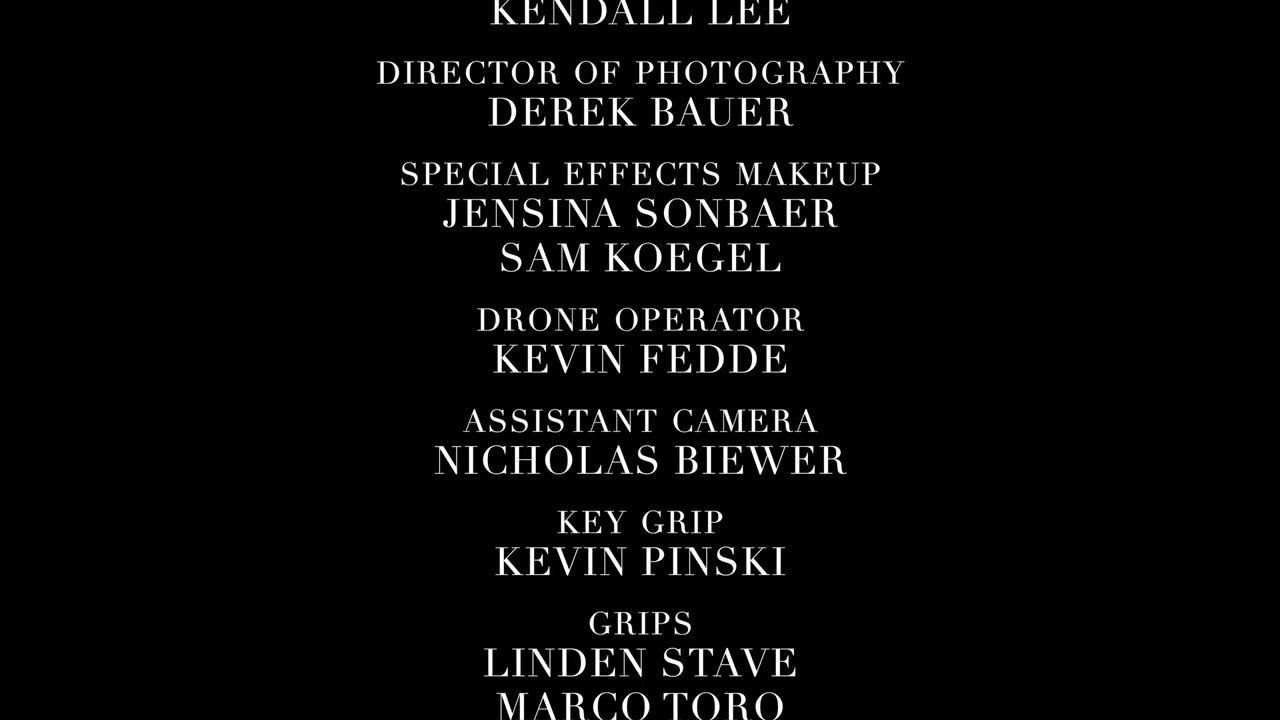 KENDALL LEE
DIRECTOR OF PHOTOGRAPHY
DEREK BAUER
SPECIAL EFFECTS MAKEUP
JENSINA SONBAER
SAM KOEGEL
DRONE OPERATOR
KEVIN FEDDE
ASSISTANT CAMERA
NICHOLAS BIEWER
KEY GRIP
KEVIN PINSKI
GRIPS
LINDEN STAVE
MARCO TORO